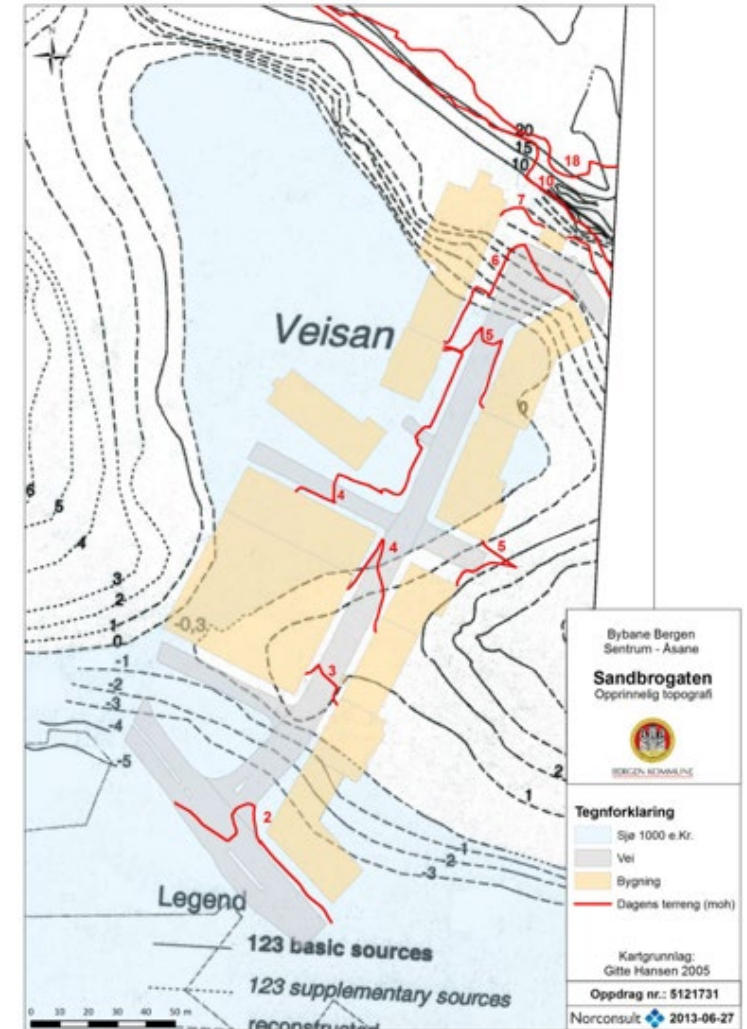 20
15
10
18
10
7
6
Veisan
5
0
4
6
5
4
4
5
3
2
1
0
-0,3
-1
-2
-3
-4
-5
3
2
1
2
-1
-2
-3
Legend
123 basic sources
123 supplementary sources
reconstructed
0 10 20 30 40 50 m
Bybane Bergen
Sentrum - Åsane
Sandbrogaten
Opprinnelig topografi
BERGEN KOMMUNE
Tegnforklaring
Sjø 1000 e.Kr.
Vei
Bygning
Dagens terreng (moh)
Kartgrunnlag:
Gitte Hansen 2005
Oppdrag nr.: 5121731
Norconsult 2013-06-27